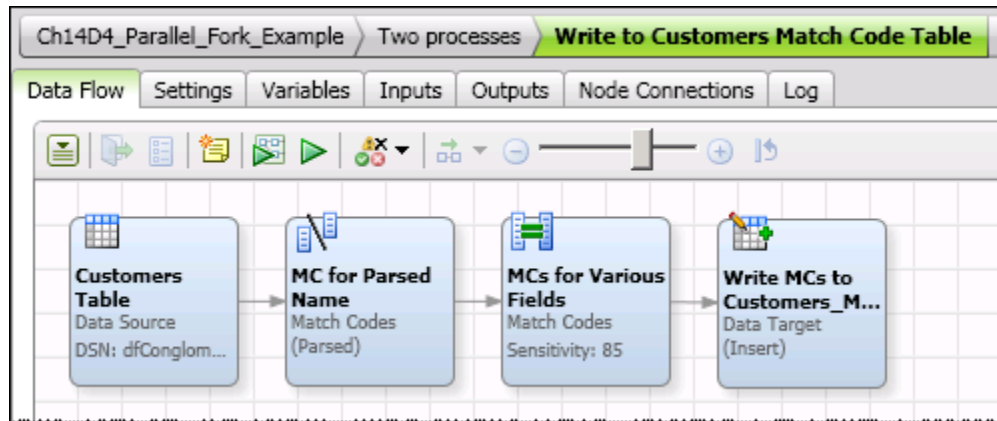 Ch14D4_Parallel_Fork_Example Two processes Write to Customers Match Code Table
Data Flow Settings Variables Inputs Outputs Node Connections Log
Customers
Table
Data Source
DSN: dfConglom...
MC for Parsed
Name
Match Codes
(Parsed)
MCs for Various
Fields
Match Codes
Sensitivity: 85
Write MCs to
Customers_M...
Data Target
(Insert)